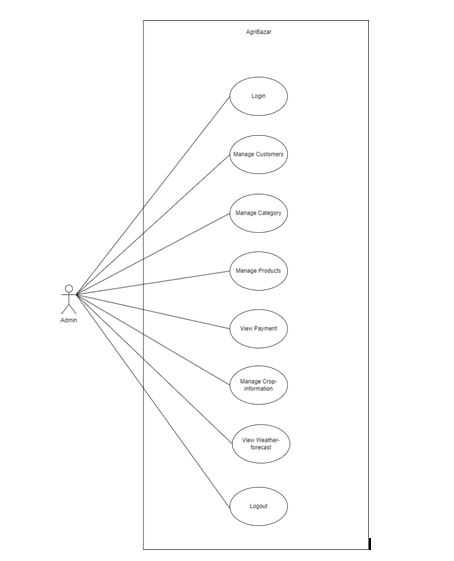 AgriBazar
Login
Manage Customers
Manage Category
Manage Products
Admin
View Payment
Manage Crop-
information
View Weather-
forecast
Logout